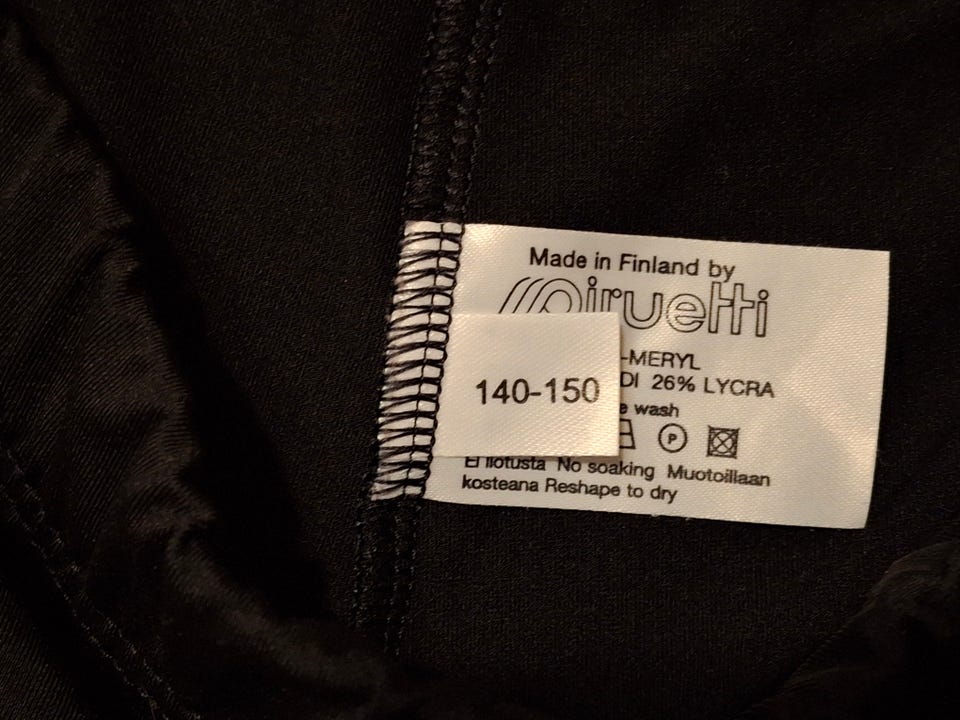 Made in Finland by
Piruetti
-MERYL
DI 26% LYCRA
140-150
e wash
P
Ei liotusta No soaking Muotoillaan
kosteana Reshape to dry